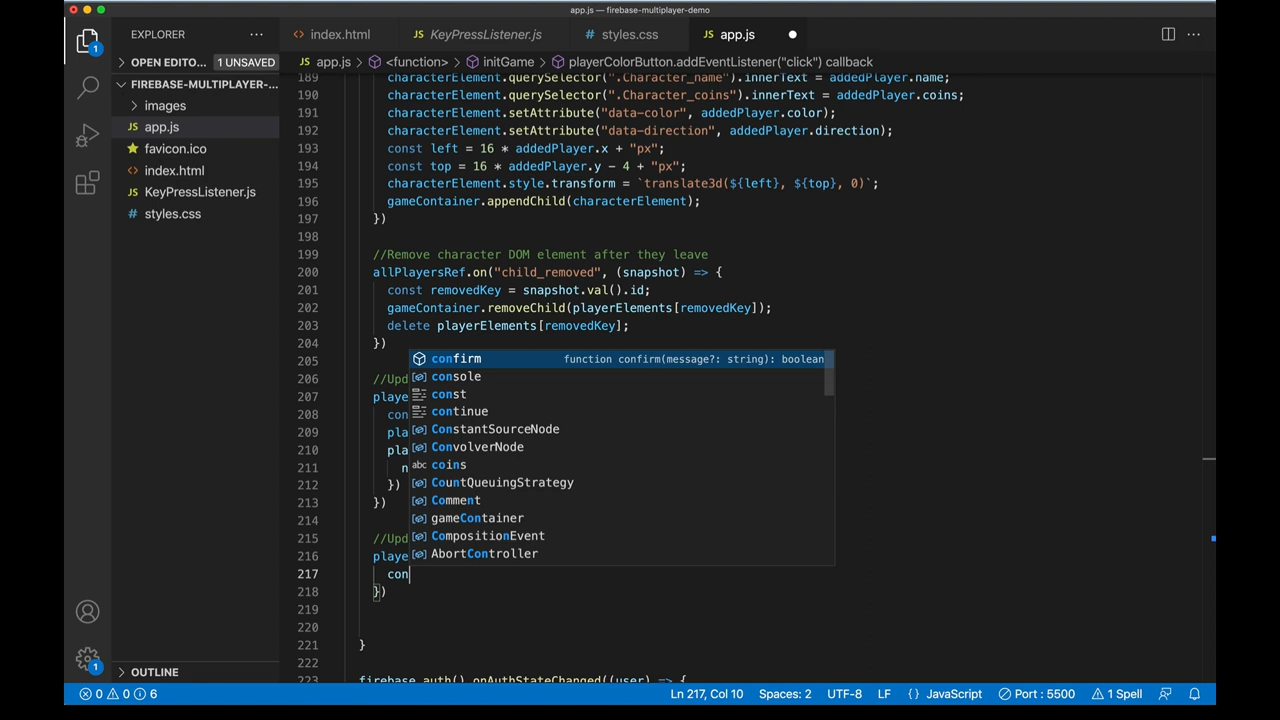 app.js — firebase-multiplayer-demo
EXPLORER
index.html
KeyPressListener.js
styles.css
app.js
1
OPEN EDITO...
1 UNSAVED
app.js > <function> > initGame > playerColorButton.addEventListener("click") callback
FIREBASE-MULTIPLAYER-...
images
JS app.js
favicon.ico
<> index.html
JS KeyPressListener.js
# styles.css
189 characterElement.querySelector(".Character_name").innerText = addedPlayer.name;
190 characterElement.querySelector(".Character_coins").innerText = addedPlayer.coins;
191 characterElement.setAttribute("data-color", addedPlayer.color);
192 characterElement.setAttribute("data-direction", addedPlayer.direction);
193 const left = 16 * addedPlayer.x + "px";
194 const top = 16 * addedPlayer.y - 4 + "px";
195 characterElement.style.transform = `translate3d(${left}, ${top}, 0)`;
196 gameContainer.appendChild(characterElement);
197 })
198
199 //Remove character DOM element after they leave
200 allPlayersRef.on("child_removed", (snapshot) => {
201 const removedKey = snapshot.val().id;
202 gameContainer.removeChild(playerElements[removedKey]);
203 delete playerElements[removedKey];
204 })
205
206 //Upd
207 playe
208 con
209 pla
210 pla
211 n
212 })
213 })
214
215 //Upd
216 playe
217 con
218 })
219
220
221 }
222
223 firebase.auth().onAuthStateChanged((user) => {
confirm function confirm(message?: string): boolean
console
const
continue
ConstantSourceNode
ConvolverNode
abc coins
CountQueuingStrategy
Comment
gameContainer
CompositionEvent
AbortController
OUTLINE
1
0 0 6
Ln 217, Col 10
Spaces: 2
UTF-8
LF
{} JavaScript
Port : 5500
1 Spell